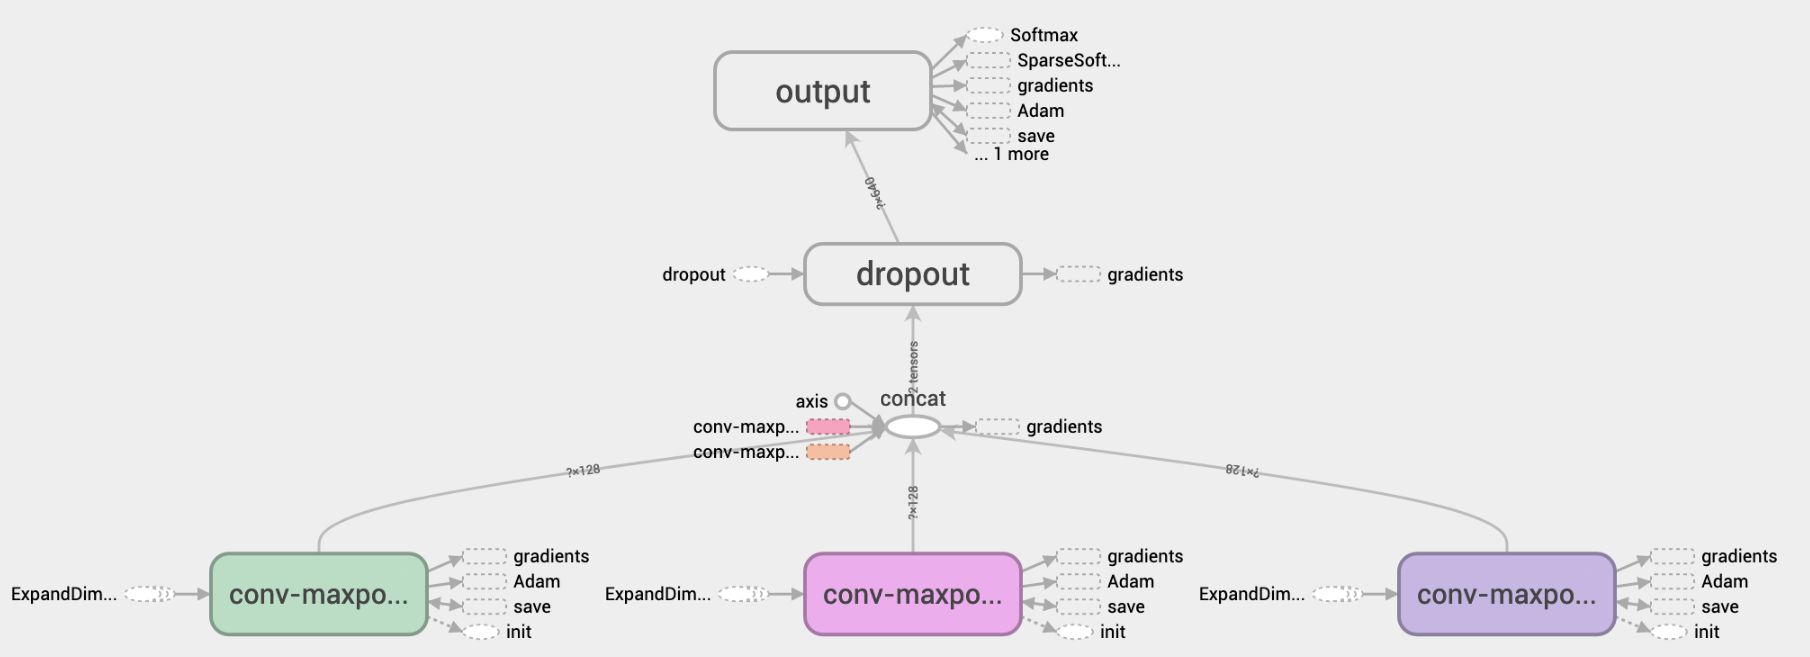 Softmax
SparseSoft...
output
gradients
Adam
save
... 1 more
?×640
dropout
dropout
gradients
2 tensors
axis
concat
conv-maxp...
gradients
conv-maxp...
?×128
?×128
?×128
ExpandDim...
conv-maxpo...
gradients
Adam
save
init
ExpandDim...
conv-maxpo...
gradients
Adam
save
init
ExpandDim...
conv-maxpo...
gradients
Adam
save
init